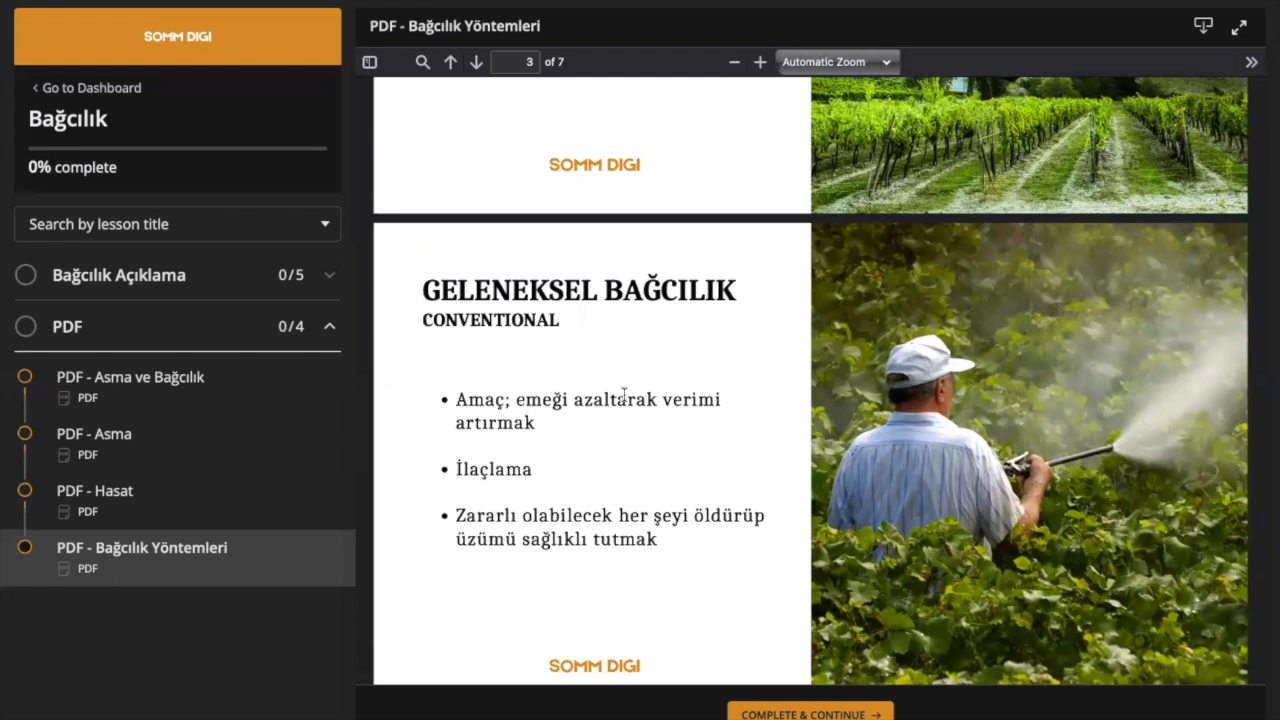 SOMM DIGI
Go to Dashboard
Bağcılık
0% complete
Search by lesson title
Bağcılık Açıklama 0/5
PDF 0/4
PDF - Asma ve Bağcılık
PDF
PDF - Asma
PDF
PDF - Hasat
PDF
PDF - Bağcılık Yöntemleri
PDF
PDF - Bağcılık Yöntemleri
3 of 7
Automatic Zoom
SOMM DIGI
GELENEKSEL BAĞCILIK
CONVENTIONAL
• Amaç; emeği azaltarak verimi
artırmak
• İlaçlama
• Zararlı olabilecek her şeyi öldürüp
üzümü sağlıklı tutmak
SOMM DIGI
COMPLETE & CONTINUE →